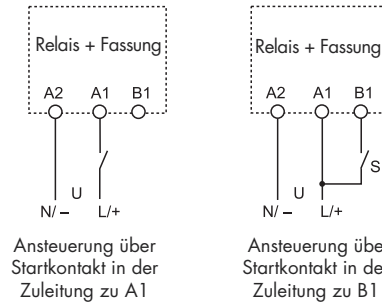 Relais + Fassung
A2 A1 B1
U
N/ – L/+
Ansteuerung über
Startkontakt in der
Zuleitung zu A1
Relais + Fassung
A2 A1 B1
S
U
N/ – L/+
Ansteuerung übe
Startkontakt in de
Zuleitung zu B1